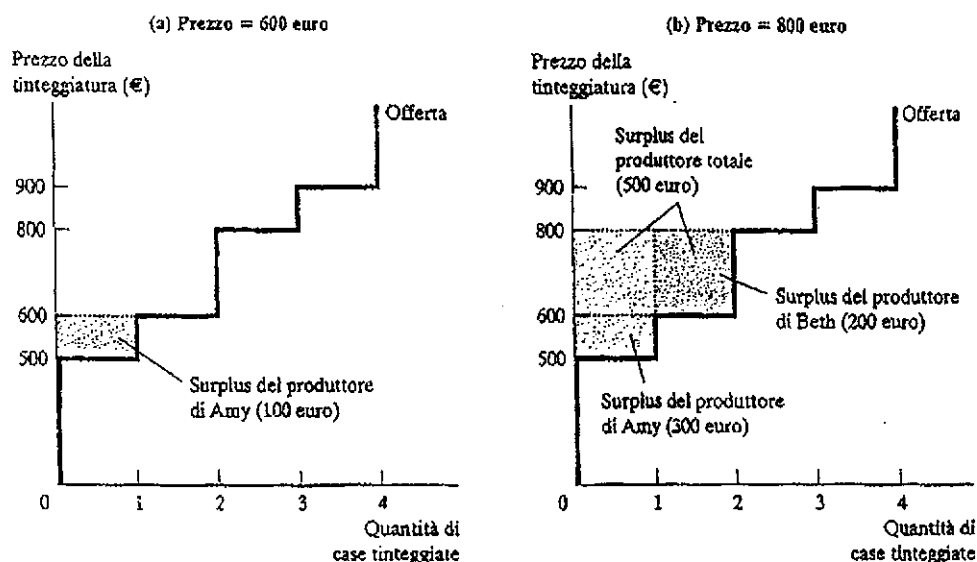 (a) Prezzo = 600 euro
Prezzo della
tinteggiatura (€)
Offerta
900
800
600
500
Surplus del produttore
di Amy (100 euro)
0
1
2
3
4
Quantità di
case tinteggiate
(b) Prezzo = 800 euro
Prezzo della
tinteggiatura (€)
Offerta
Surplus del
produttore totale
(500 euro)
900
800
600
500
Surplus del produttore
di Beth (200 euro)
Surplus del produttore
di Amy (300 euro)
0
1
2
3
4
Quantità di
case tinteggiate